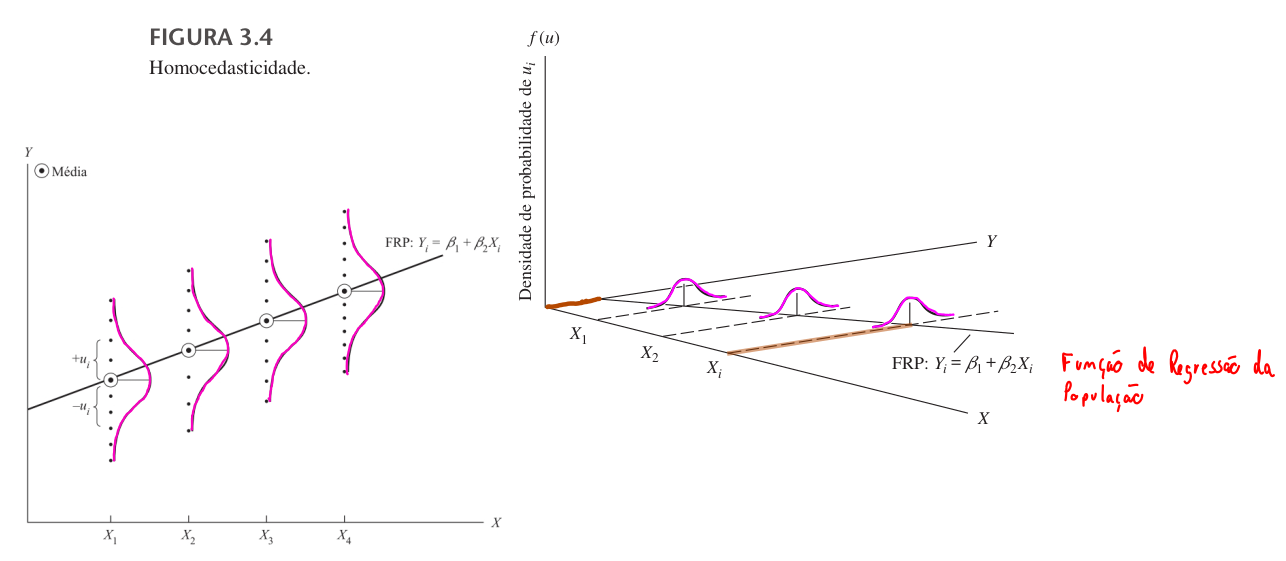 FIGURA 3.4
Homocedasticidade.
Y
Média
FRP: Yᵢ = β₁ + β₂Xᵢ
+uᵢ
−uᵢ
X₁
X₂
X₃
X₄
X
f (u)
Densidade de probabilidade de uᵢ
Y
X₁
X₂
Xᵢ
FRP: Yᵢ = β₁ + β₂Xᵢ
X
Função de Regressão da
População